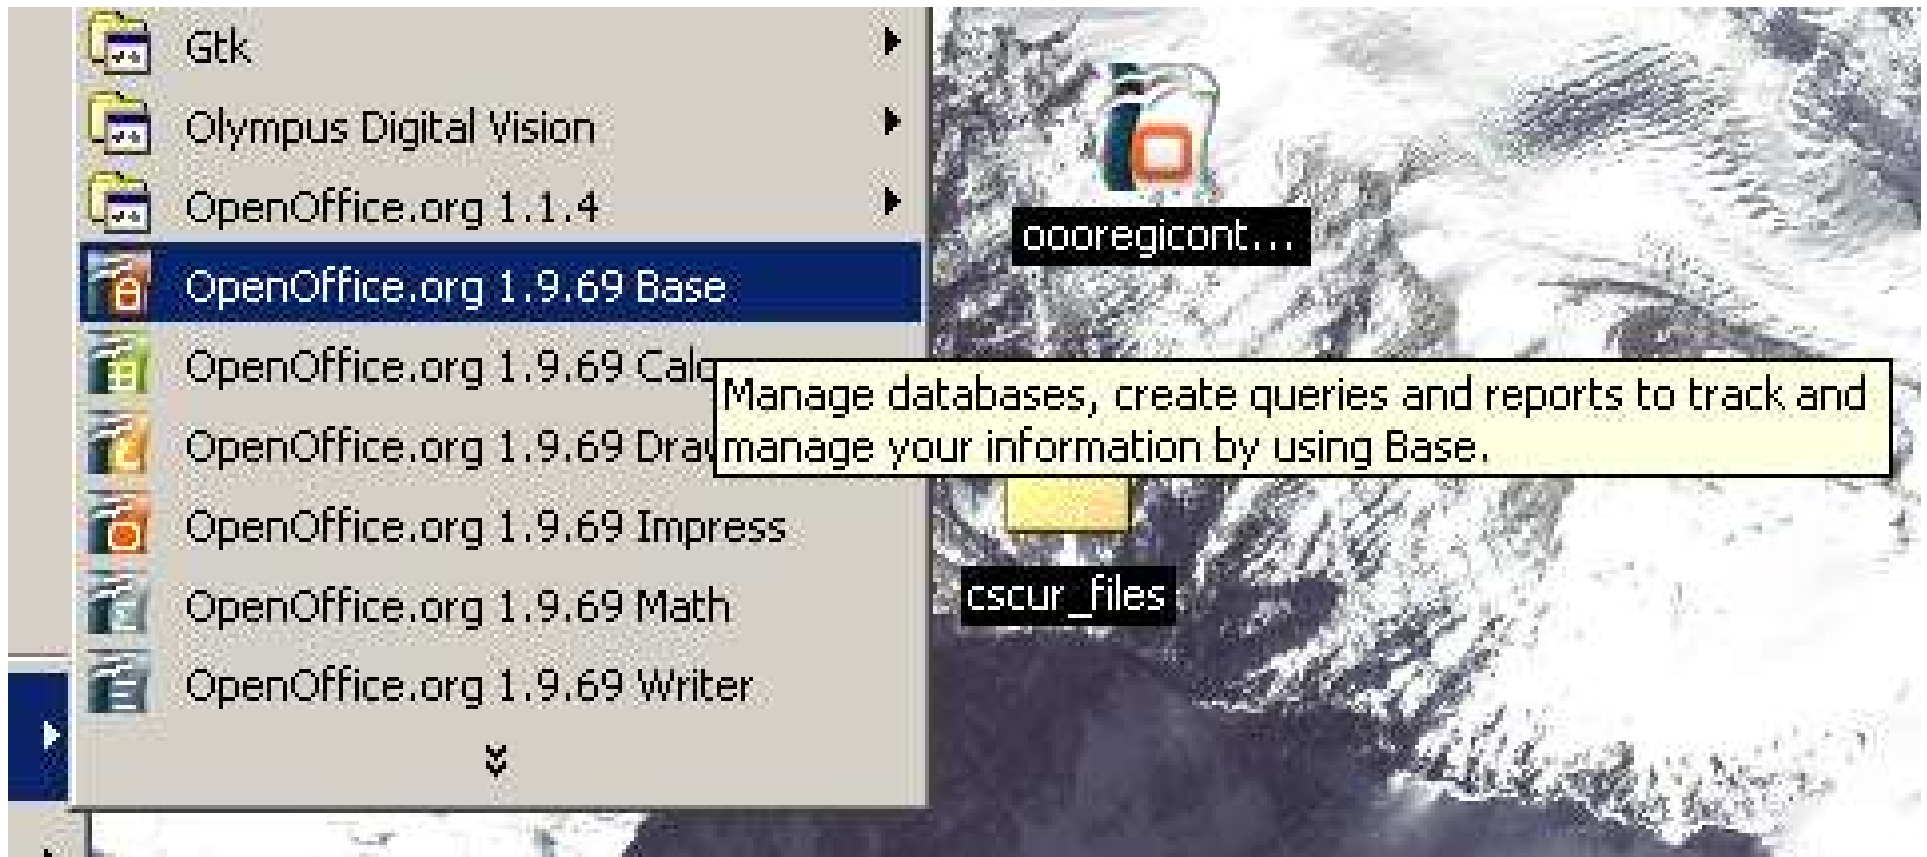 Gtk
Olympus Digital Vision
OpenOffice.org 1.1.4
OpenOffice.org 1.9.69 Base
OpenOffice.org 1.9.69 Calc
OpenOffice.org 1.9.69 Draw
OpenOffice.org 1.9.69 Impress
OpenOffice.org 1.9.69 Math
OpenOffice.org 1.9.69 Writer
oooregicont...
Manage databases, create queries and reports to track and
manage your information by using Base.
cscur_files